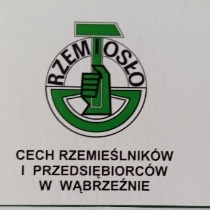 RZEMIOSŁO
CECH RZEMIEŚLNIKÓW
I PRZEDSIĘBIORCÓW
W WĄBRZEŹNIE